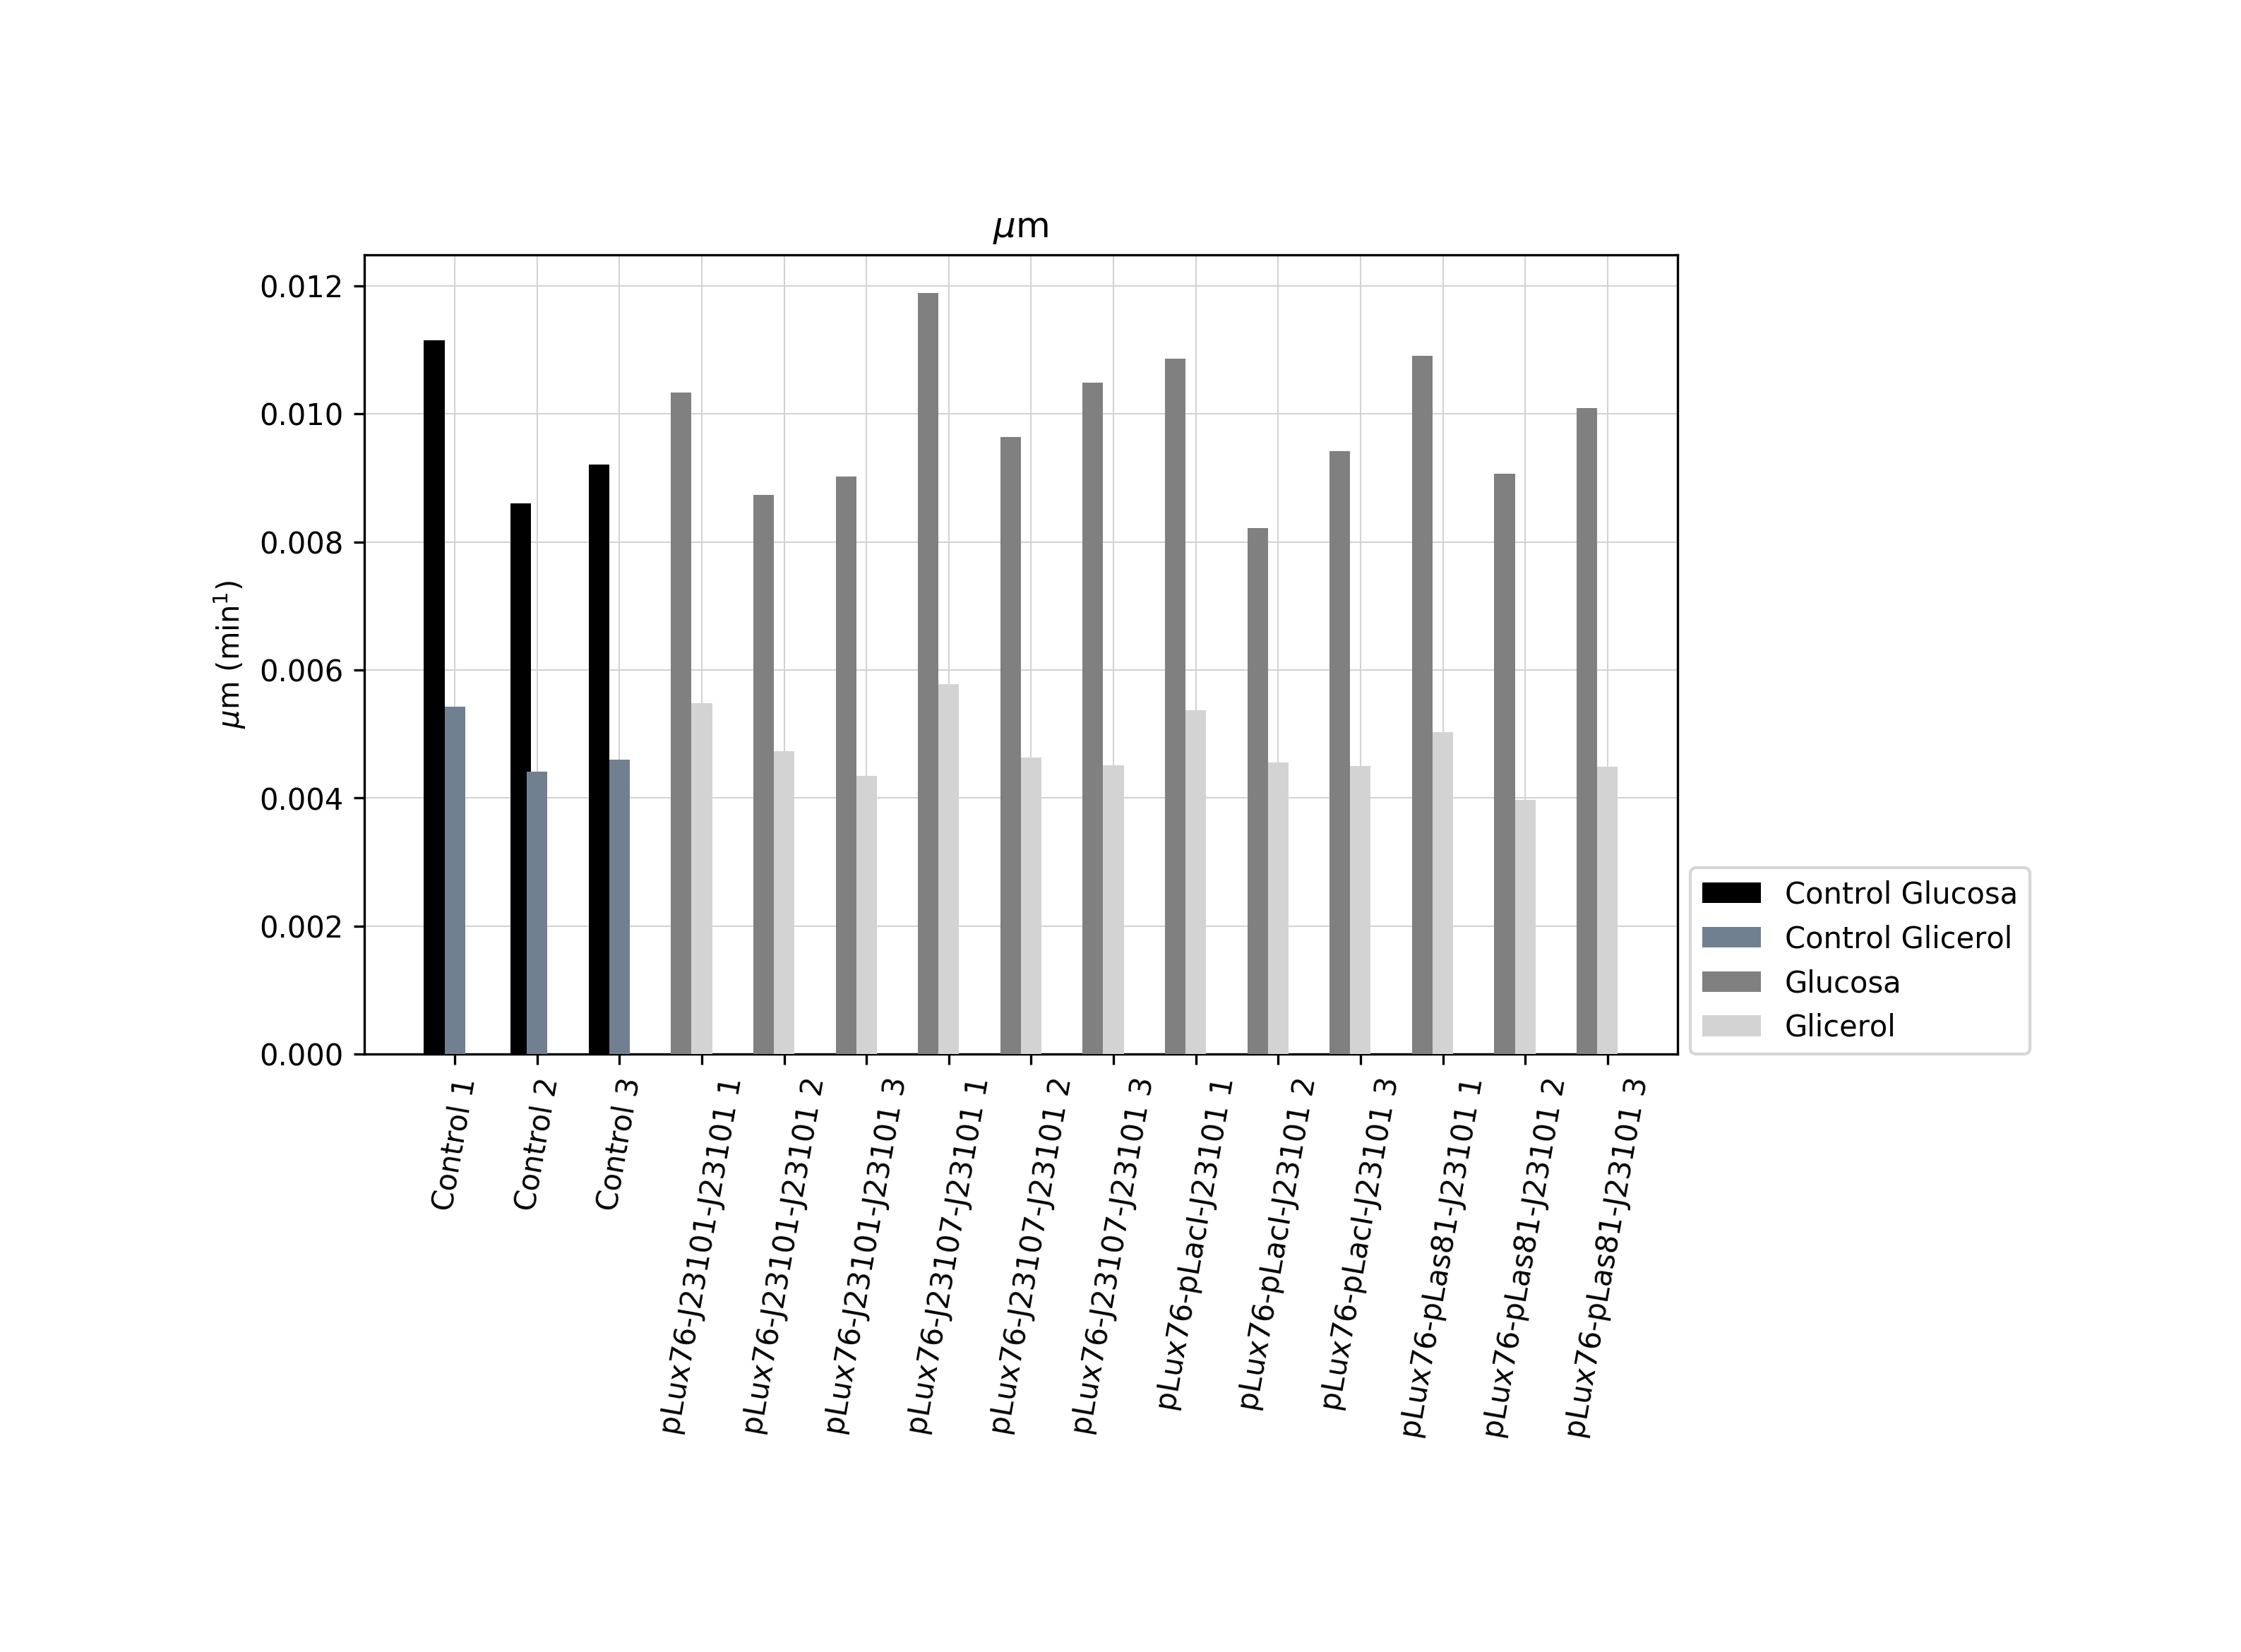 μm
0.012
0.010
0.008
0.006
0.004
0.002
0.000
μm (min¹)
Control 1
Control 2
Control 3
pLux76-J23101-J23101 1
pLux76-J23101-J23101 2
pLux76-J23101-J23101 3
pLux76-J23107-J23101 1
pLux76-J23107-J23101 2
pLux76-J23107-J23101 3
pLux76-pLacI-J23101 1
pLux76-pLacI-J23101 2
pLux76-pLacI-J23101 3
pLux76-pLas81-J23101 1
pLux76-pLas81-J23101 2
pLux76-pLas81-J23101 3
Control Glucosa
Control Glicerol
Glucosa
Glicerol